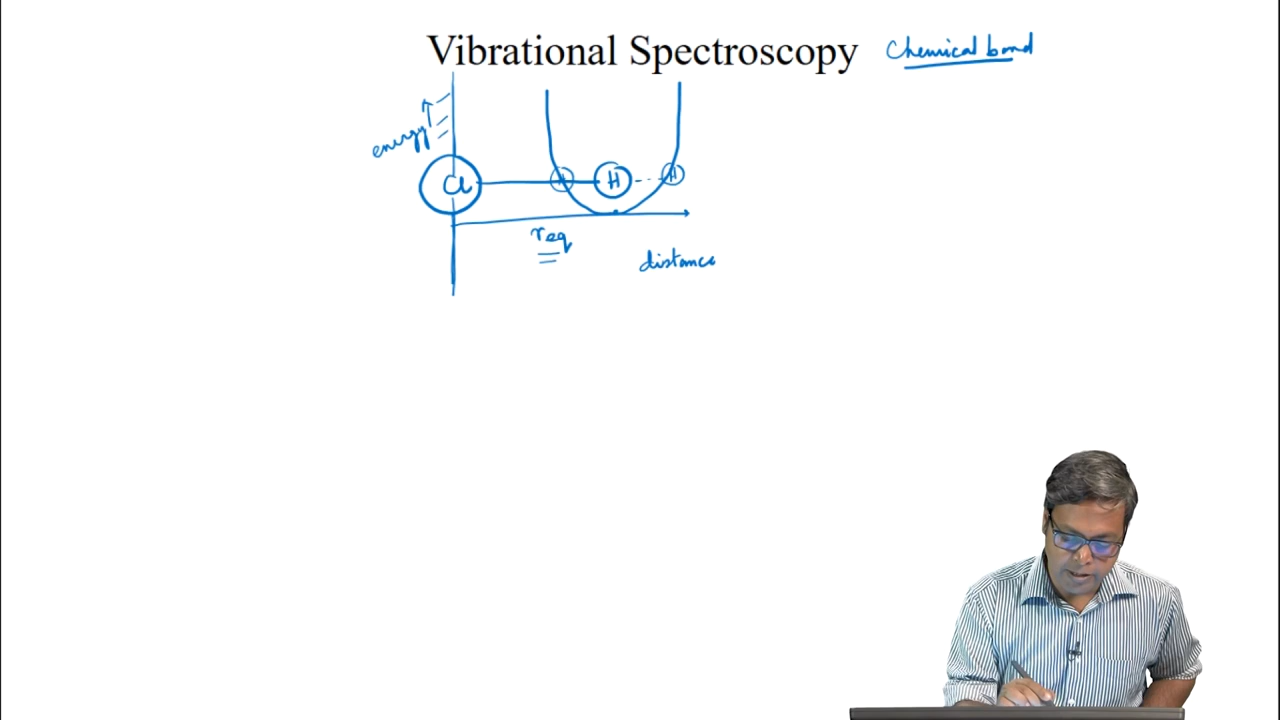 Vibrational Spectroscopy Chemical bond
energy
Cl H H H
req
distance